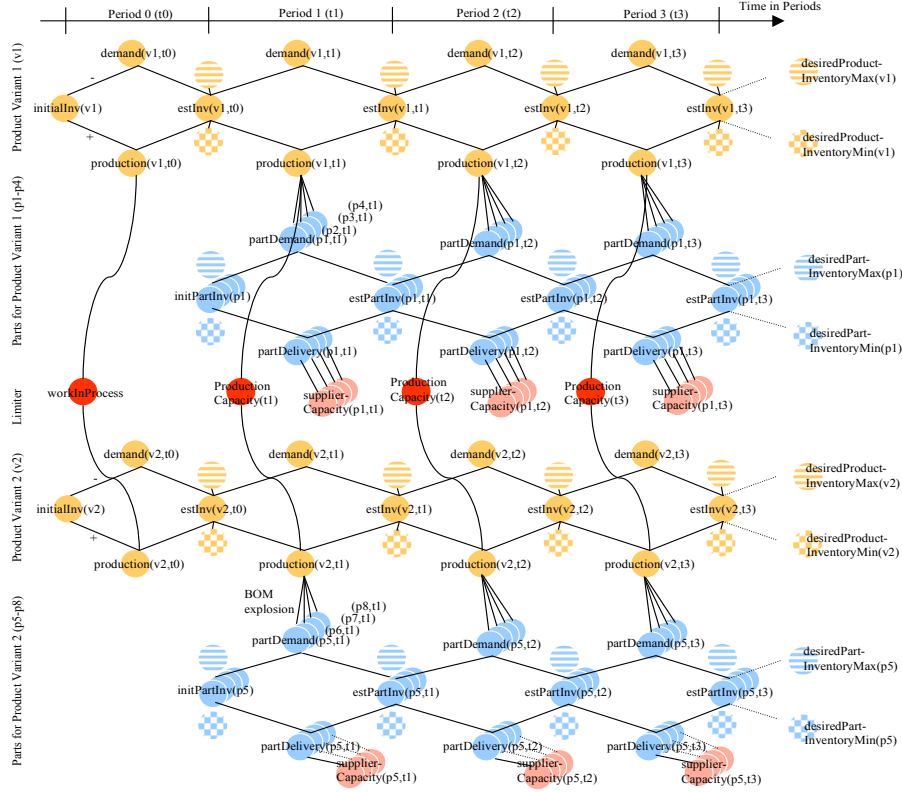 Period 0 (t0) Period 1 (t1) Period 2 (t2) Period 3 (t3) Time in Periods
Product Variant 1 (v1)
demand(v1,t0) demand(v1,t1) demand(v1,t2) demand(v1,t3)
desiredProduct-
InventoryMax(v1)
-
initialInv(v1) estInv(v1,t0) estInv(v1,t1) estInv(v1,t2) estInv(v1,t3)
+
desiredProduct-
InventoryMin(v1)
production(v1,t0) production(v1,t1) production(v1,t2) production(v1,t3)
Parts for Product Variant 1 (p1-p4)
(p4,t1)
(p3,t1)
(p2,t1)
partDemand(p1,t1) partDemand(p1,t2) partDemand(p1,t3)
desiredPart-
InventoryMax(p1)
initPartInv(p1) estPartInv(p1,t1) estPartInv(p1,t2) estPartInv(p1,t3)
desiredPart-
InventoryMin(p1)
partDelivery(p1,t1) partDelivery(p1,t2) partDelivery(p1,t3)
Limiter
workInProcess
Production
Capacity(t1)
supplier-
Capacity(p1,t1)
Production
Capacity(t2)
supplier-
Capacity(p1,t2)
Production
Capacity(t3)
supplier-
Capacity(p1,t3)
Product Variant 2 (v2)
demand(v2,t0) demand(v2,t1) demand(v2,t2) demand(v2,t3)
desiredProduct-
InventoryMax(v2)
-
initialInv(v2) estInv(v2,t0) estInv(v2,t1) estInv(v2,t2) estInv(v2,t3)
+
desiredProduct-
InventoryMin(v2)
production(v2,t0) production(v2,t1) production(v2,t2) production(v2,t3)
Parts for Product Variant 2 (p5-p8)
BOM
explosion
(p8,t1)
(p7,t1)
(p6,t1)
partDemand(p5,t1) partDemand(p5,t2) partDemand(p5,t3)
desiredPart-
InventoryMax(p5)
initPartInv(p5) estPartInv(p5,t1) estPartInv(p5,t2) estPartInv(p5,t3)
desiredPart-
InventoryMin(p5)
partDelivery(p5,t1) partDelivery(p5,t2) partDelivery(p5,t3)
supplier-
Capacity(p5,t1)
supplier-
Capacity(p5,t2)
supplier-
Capacity(p5,t3)